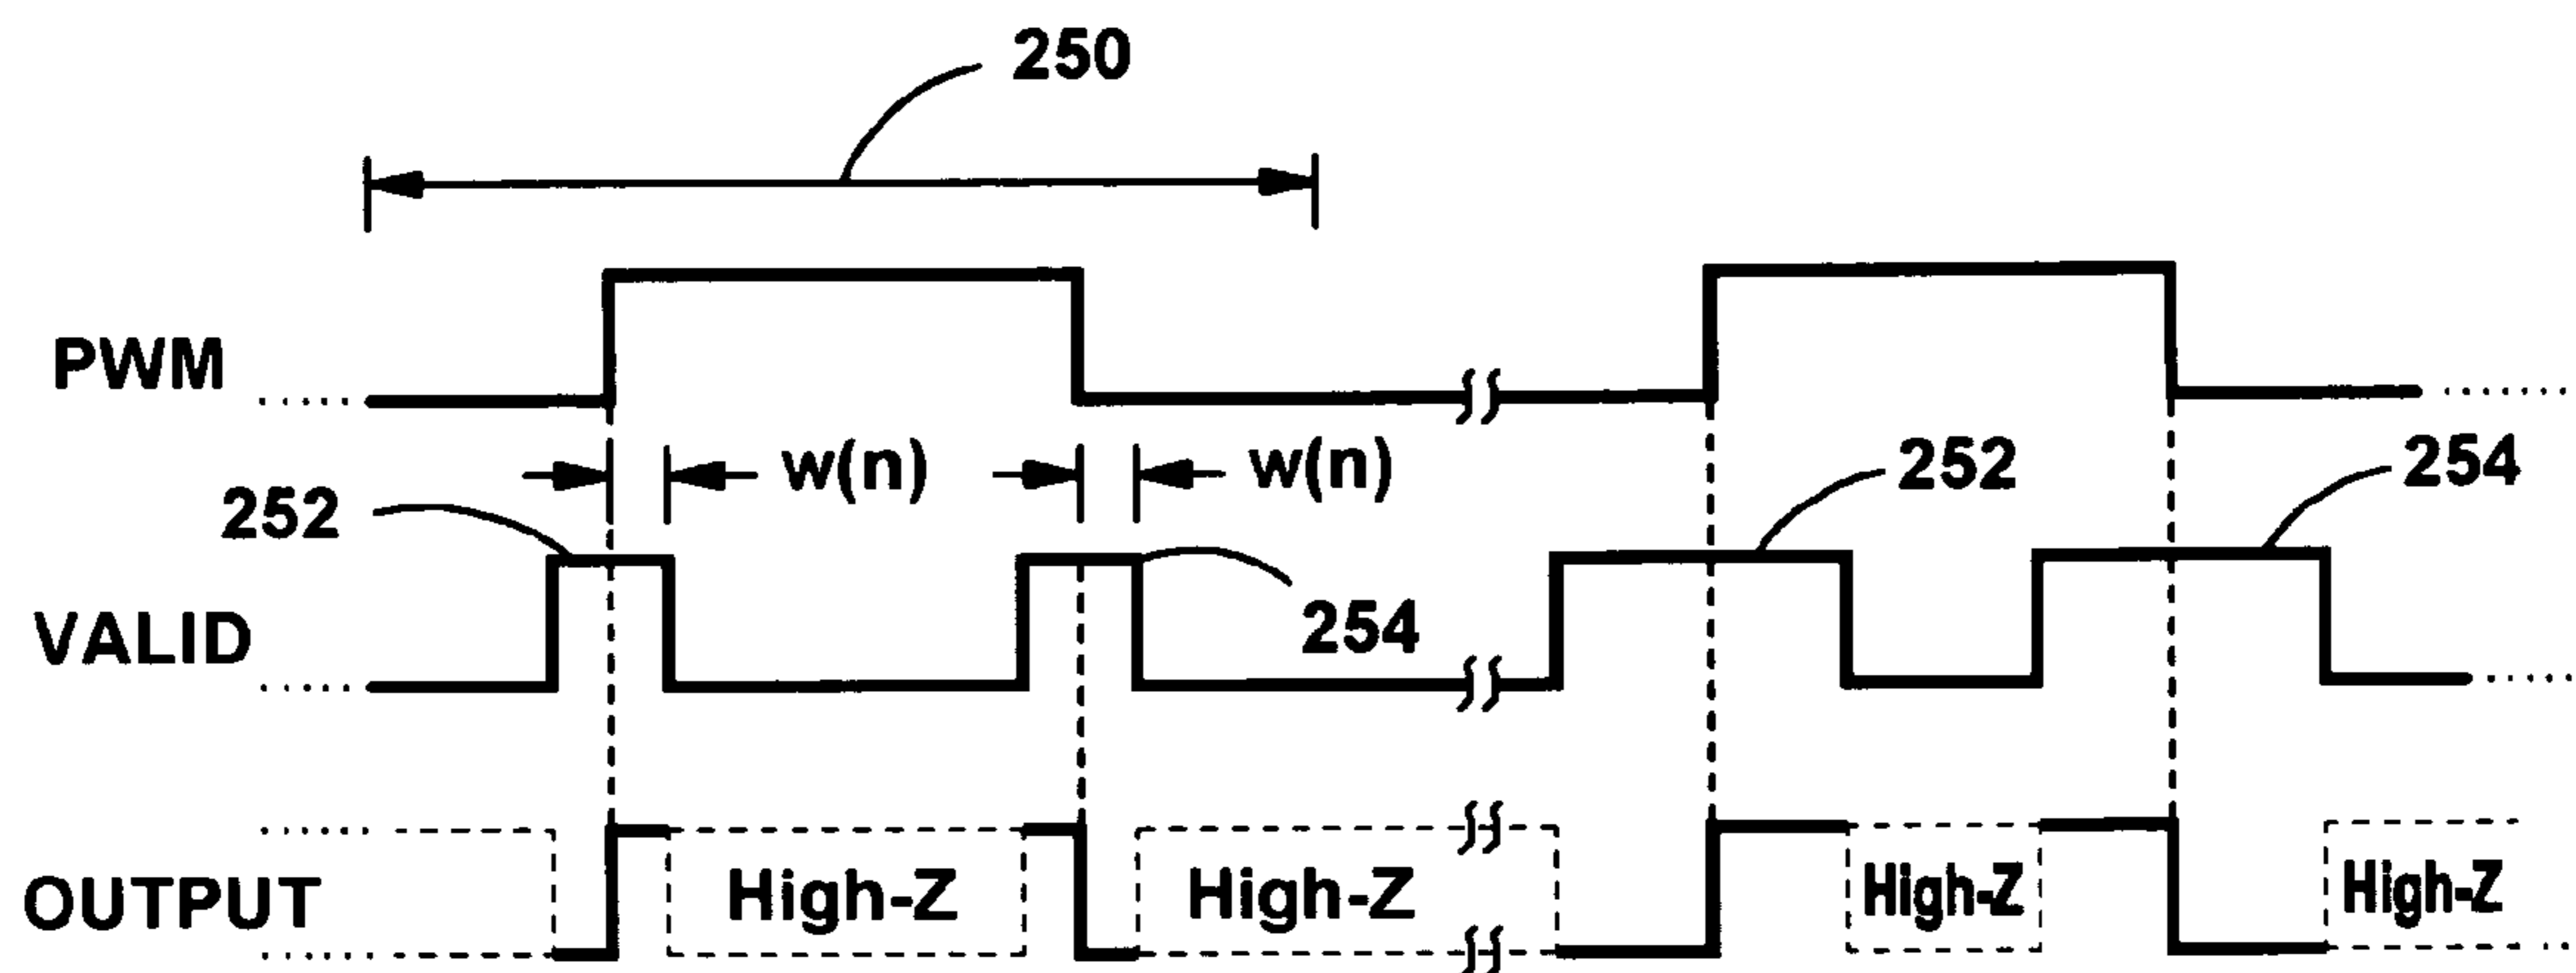 250
PWM
w(n) w(n) 252 254
252
254
VALID
OUTPUT High-Z High-Z High-Z High-Z